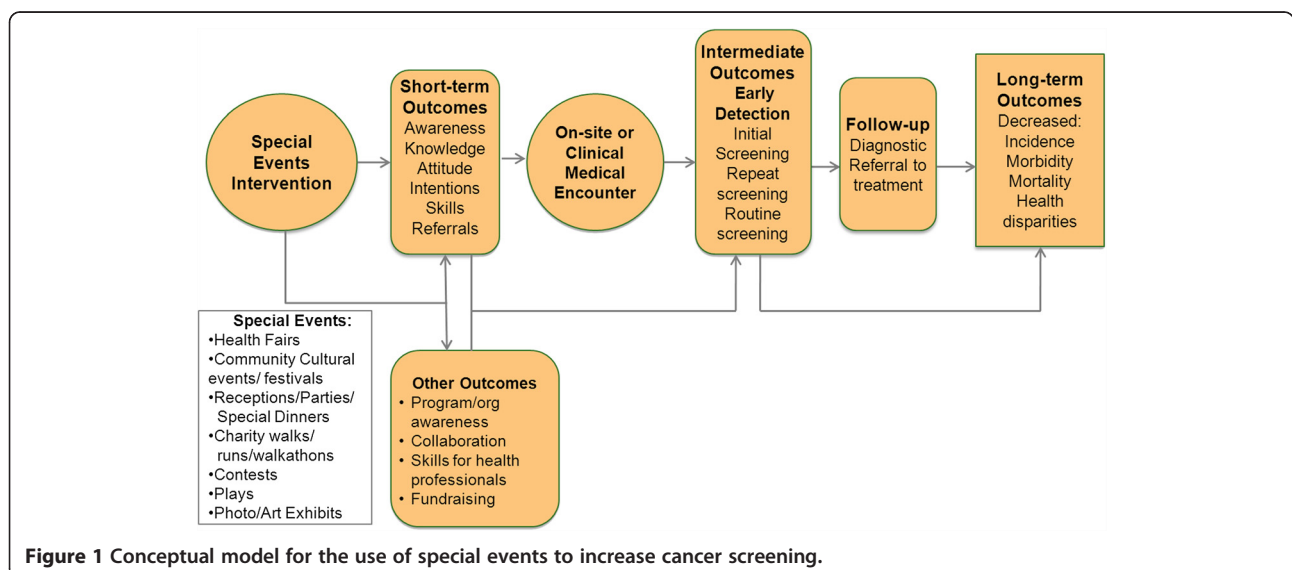 Special
Events
Intervention
Short-term
Outcomes
Awareness
Knowledge
Attitude
Intentions
Skills
Referrals
On-site or
Clinical
Medical
Encounter
Intermediate
Outcomes
Early
Detection
Initial
Screening
Repeat
screening
Routine
screening
Follow-up
Diagnostic
Referral to
treatment
Long-term
Outcomes
Decreased:
Incidence
Morbidity
Mortality
Health
disparities
Special Events:
•Health Fairs
•Community Cultural
events/ festivals
•Receptions/Parties/
Special Dinners
•Charity walks/
runs/walkathons
•Contests
•Plays
•Photo/Art Exhibits
Other Outcomes
• Program/org
awareness
• Collaboration
• Skills for health
professionals
• Fundraising
Figure 1 Conceptual model for the use of special events to increase cancer screening.